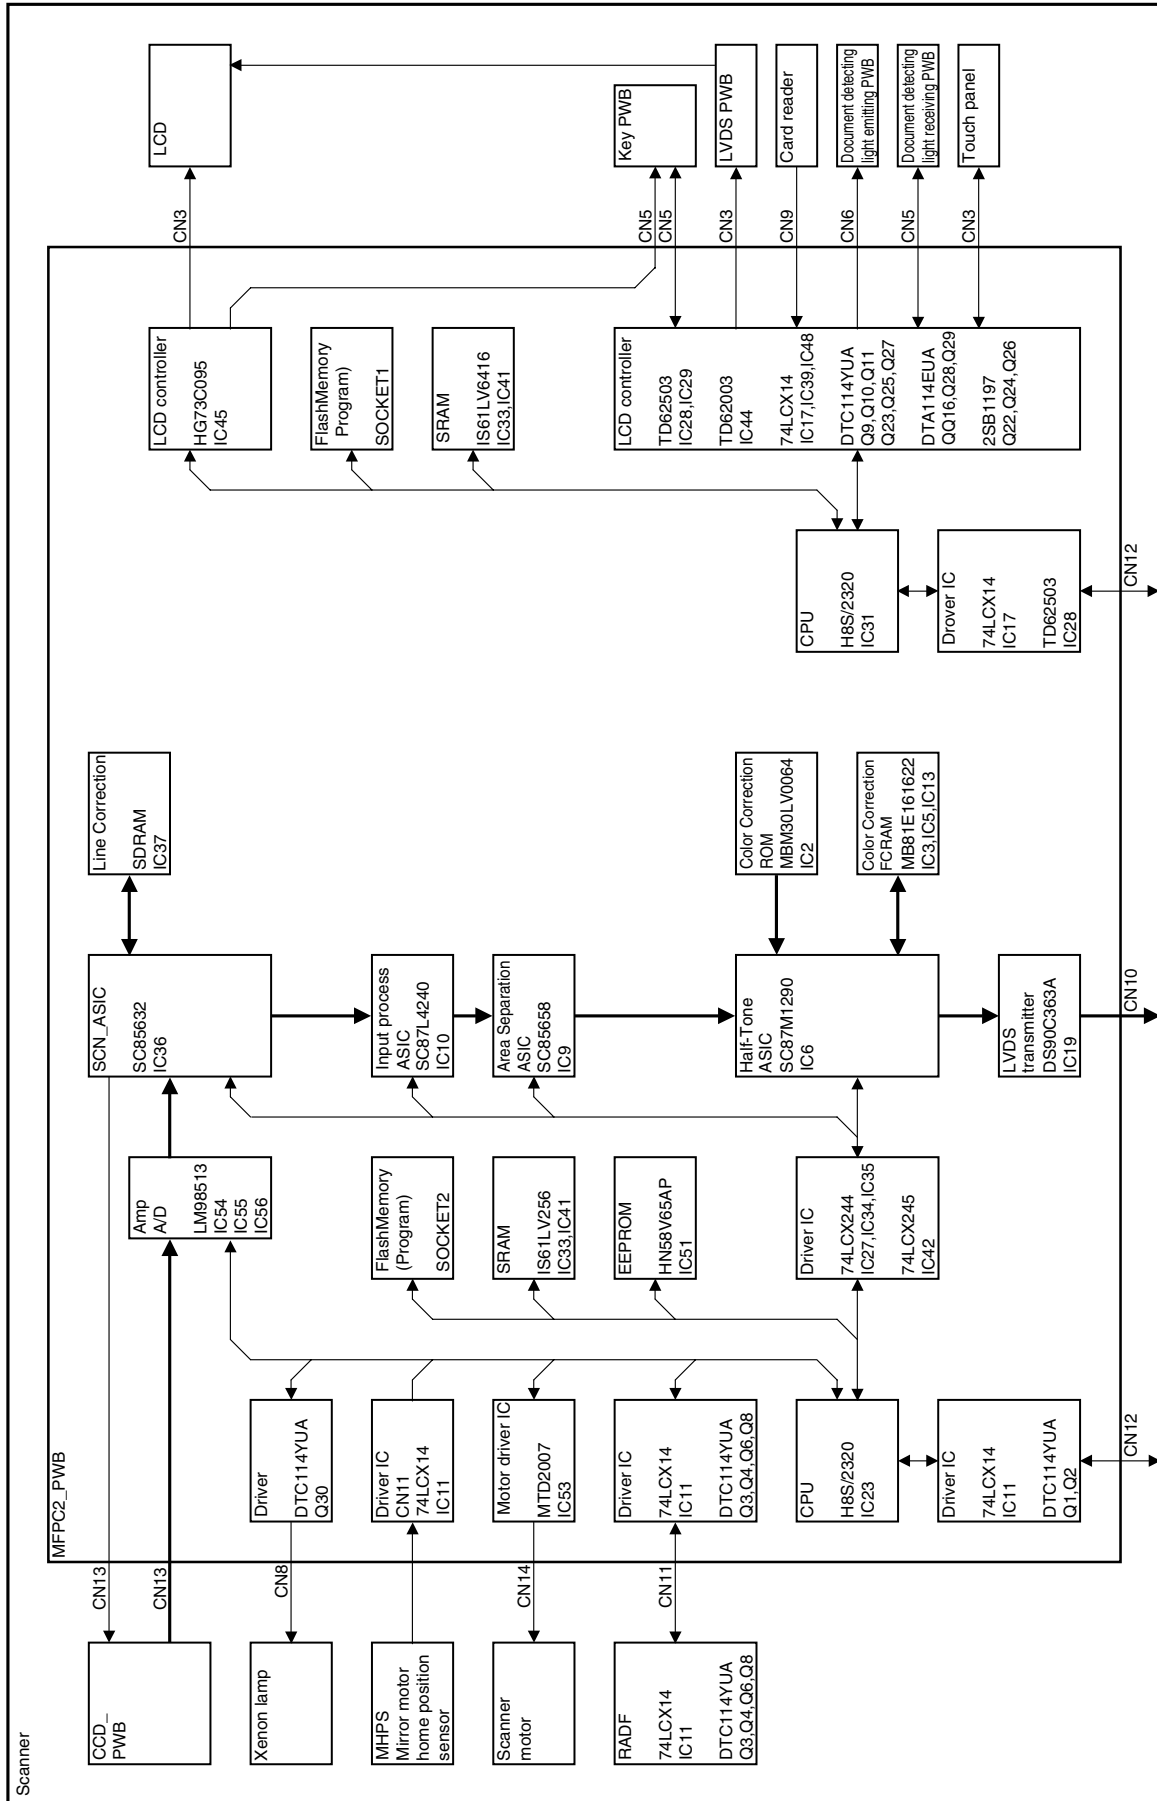 Scanner
MFPC2_PWB
CCD_
PWB
CN13
CN13
Xenon lamp
CN8
MHPS
Mirror motor
home position
sensor
Scanner
motor
CN14
RADF
74LCX14
IC11
DTC114YUA
Q3,Q4,Q6,Q8
CN11
Driver
DTC114YUA
Q30
Driver IC
CN11
74LCX14
IC11
Motor driver IC
MTD2007
IC53
Driver IC
74LCX14
IC11
DTC114YUA
Q3,Q4,Q6,Q8
CPU
H8S/2320
IC23
Driver IC
74LCX14
IC11
DTC114YUA
Q1,Q2
CN12
Amp
A/D
LM98513
IC54
IC55
IC56
FlashMemory
(Program)
SOCKET2
SRAM
IS61LV256
IC33,IC41
EEPROM
HN58V65AP
IC51
Driver IC
74LCX244
IC27,IC34,IC35
74LCX245
IC42
SCN_ASIC
SC85632
IC36
Input process
ASIC
SC87L4240
IC10
Area Separation
ASIC
SC85658
IC9
Half-Tone
ASIC
SC87M1290
IC6
LVDS
transmitter
DS90C363A
IC19
CN10
Line Correction
SDRAM
IC37
Color Correction
ROM
MBM30LV0064
IC2
Color Correction
FCRAM
MB81E161622
IC3,IC5,IC13
CPU
H8S/2320
IC31
Drover IC
74LCX14
IC17
TD62503
IC28
CN12
LCD controller
HG73C095
IC45
FlashMemory
Program)
SOCKET1
SRAM
IS61LV6416
IC33,IC41
LCD controller
TD62503
IC28,IC29
TD62003
IC44
74LCX14
IC17,IC39,IC48
DTC114YUA
Q9,Q10,Q11
Q23,Q25,Q27
DTA114EUA
QQ16,Q28,Q29
2SB1197
Q22,Q24,Q26
CN3
CN5
CN5
CN3
CN9
CN6
CN5
CN3
LCD
Key PWB
LVDS PWB
Card reader
Document detecting
light emitting PWB
Document detecting
light receiving PWB
Touch panel